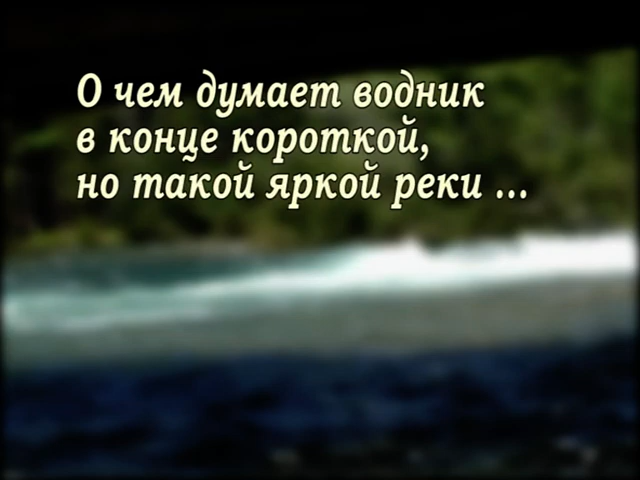 О чем думает водник
в конце короткой,
но такой яркой реки ...